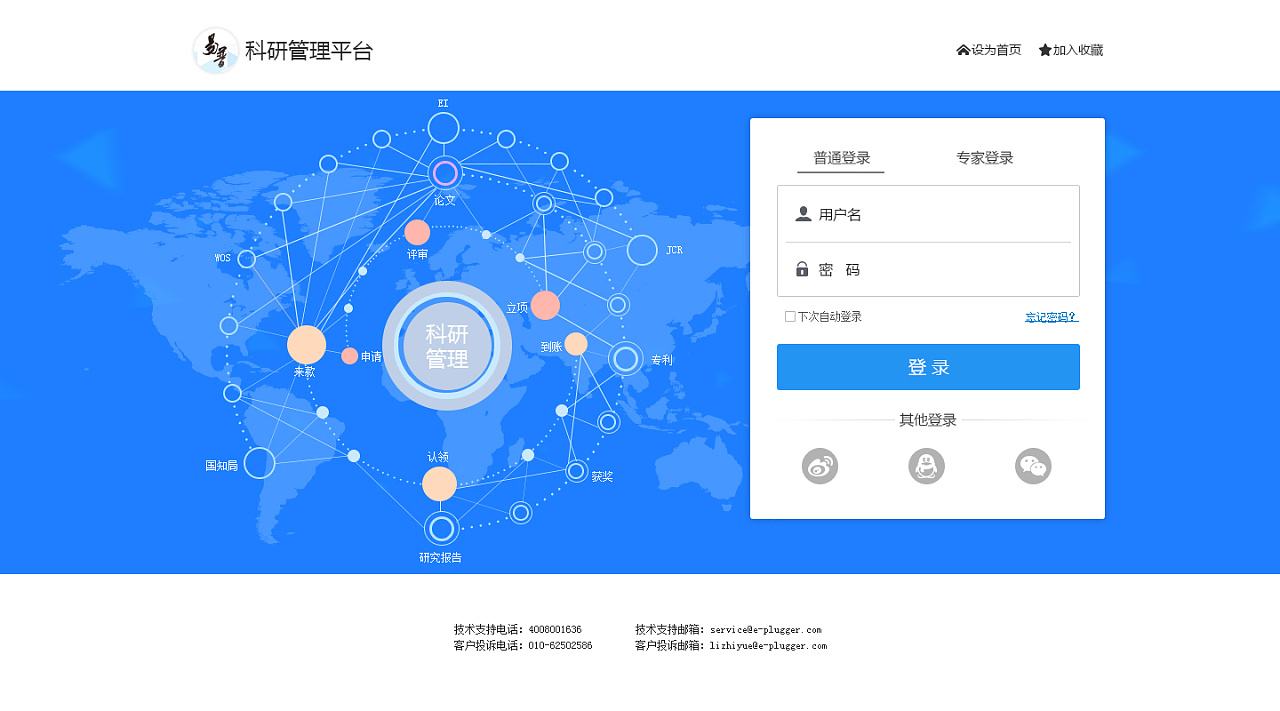 易普
科研管理平台
设为首页 加入收藏
EI
论文
评审
WOS
JCR
立项
科研
管理
到账
专利
申请
来款
认领
国知局
获奖
研究报告
普通登录 专家登录
用户名
密 码
下次自动登录 忘记密码？
登 录
其他登录
技术支持电话：4008001636 技术支持邮箱：service@e-plugger.com
客户投诉电话：010-62502586 客户投诉邮箱：lizhiyue@e-plugger.com